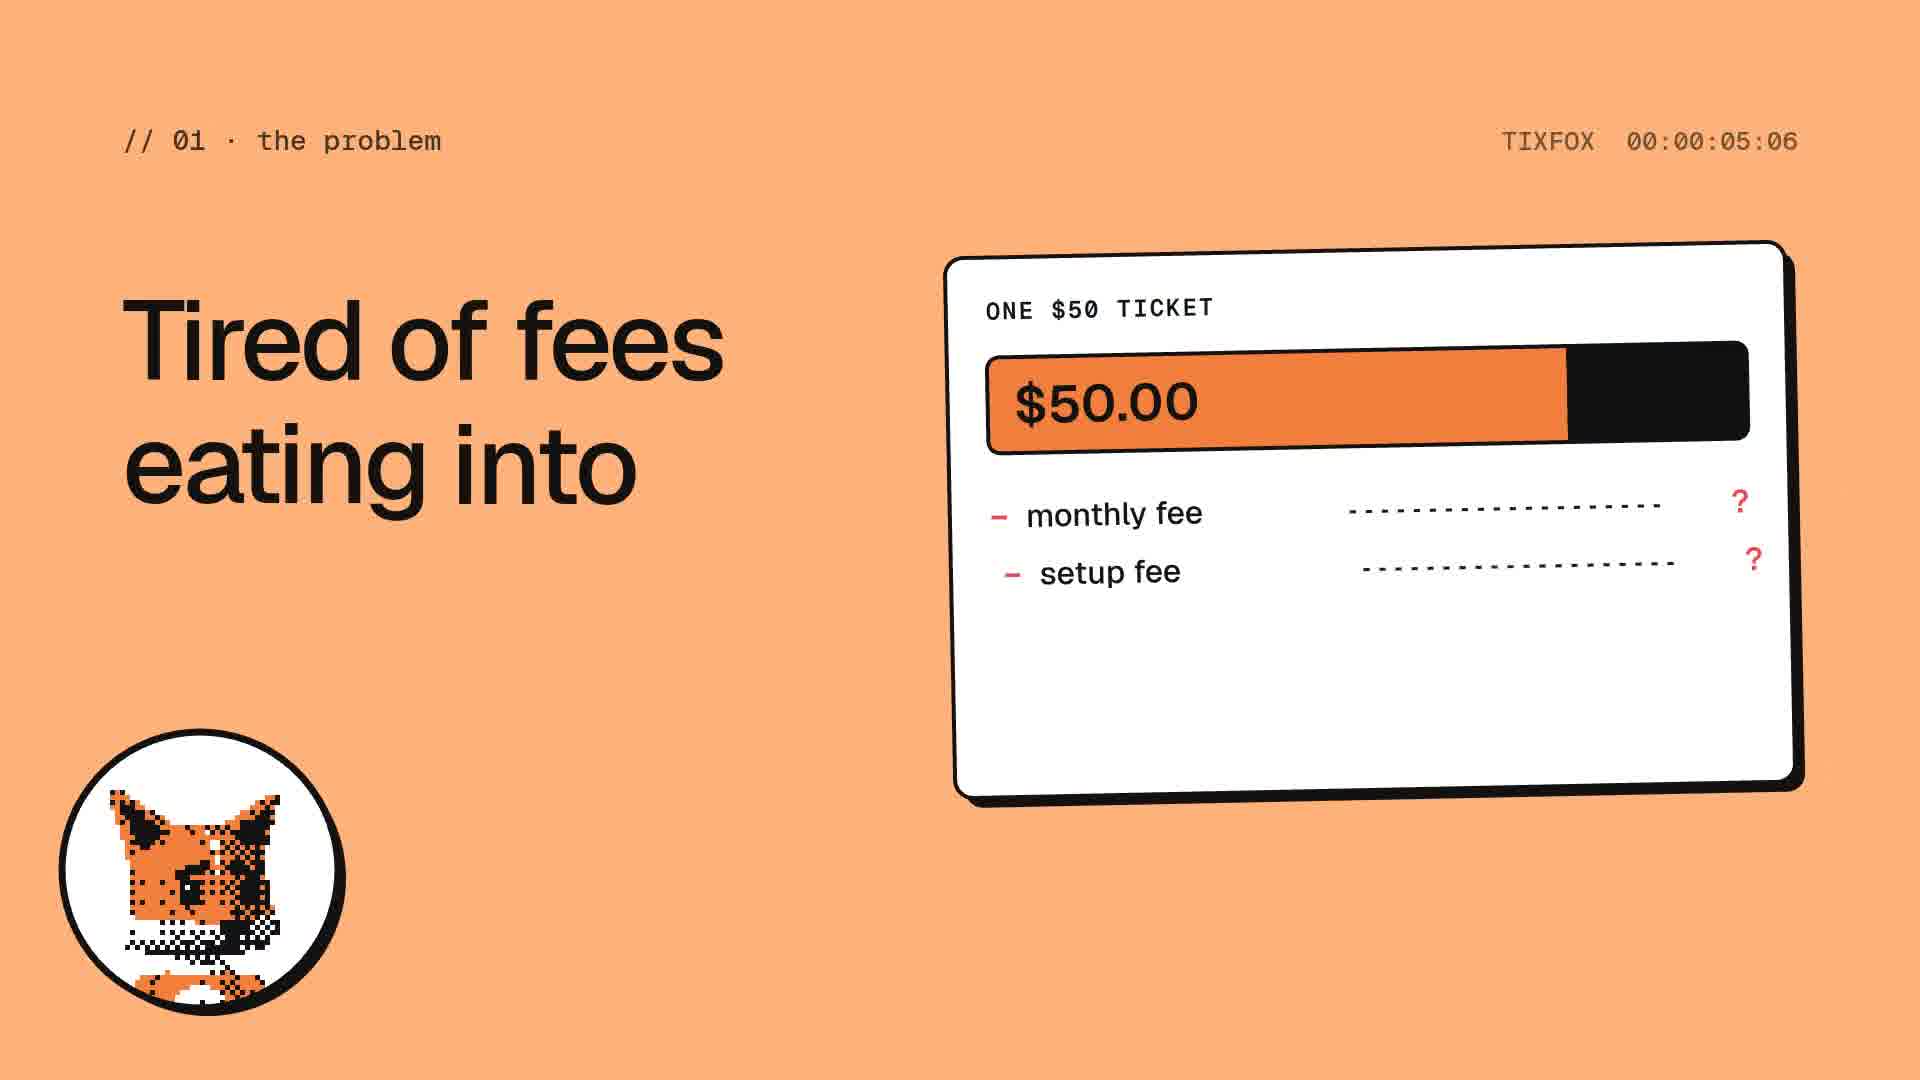 // 01 · the problem
TIXFOX 00:00:05:06
Tired of fees
eating into
ONE $50 TICKET
$50.00
– monthly fee -------------------- ?
– setup fee -------------------- ?